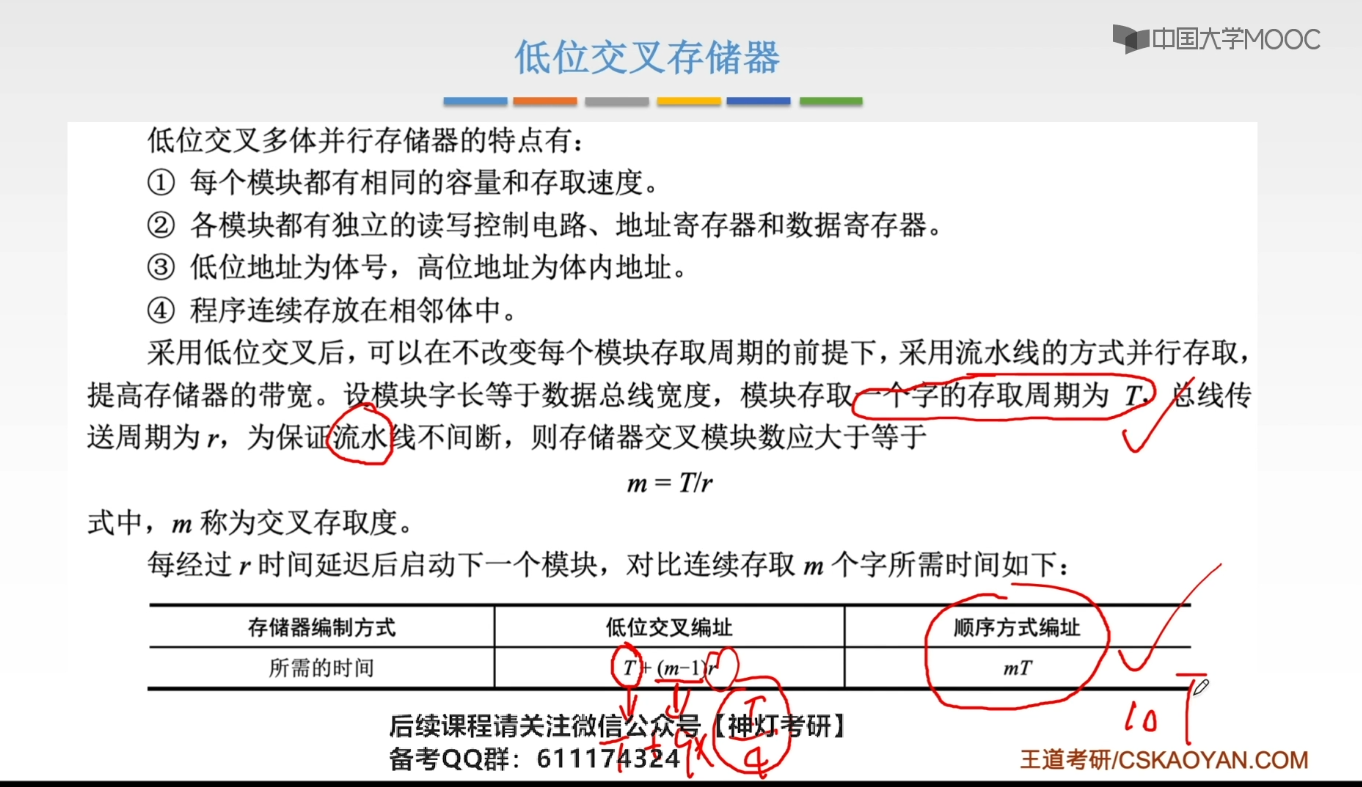 中国大学MOOC
低位交叉存储器
低位交叉多体并行存储器的特点有：
① 每个模块都有相同的容量和存取速度。
② 各模块都有独立的读写控制电路、地址寄存器和数据寄存器。
③ 低位地址为体号，高位地址为体内地址。
④ 程序连续存放在相邻体中。
采用低位交叉后，可以在不改变每个模块存取周期的前提下，采用流水线的方式并行存取，
提高存储器的带宽。设模块字长等于数据总线宽度，模块存取一个字的存取周期为 T，总线传
送周期为 r，为保证流水线不间断，则存储器交叉模块数应大于等于
m = T/r
式中，m 称为交叉存取度。
每经过 r 时间延迟后启动下一个模块，对比连续存取 m 个字所需时间如下：
存储器编制方式 低位交叉编址 顺序方式编址
所需的时间 T + (m−1)r mT
T + 9× T/4
10 T
后续课程请关注微信公众号【神灯考研】
备考QQ群：611174324
王道考研/CSKAOYAN.COM